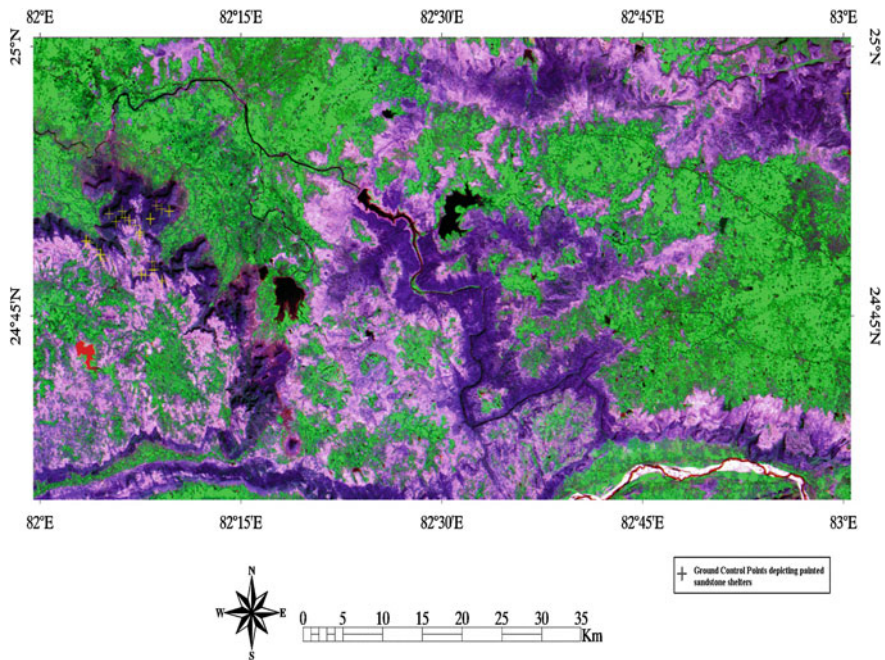 82°E 82°15'E 82°30'E 82°45'E 83°E
25°N 25°N
24°45'N 24°45'N
82°E 82°15'E 82°30'E 82°45'E 83°E
Ground Control Points depicting painted
sandstone shelters
N
W E
S
0 5 10 15 20 25 30 35
Km